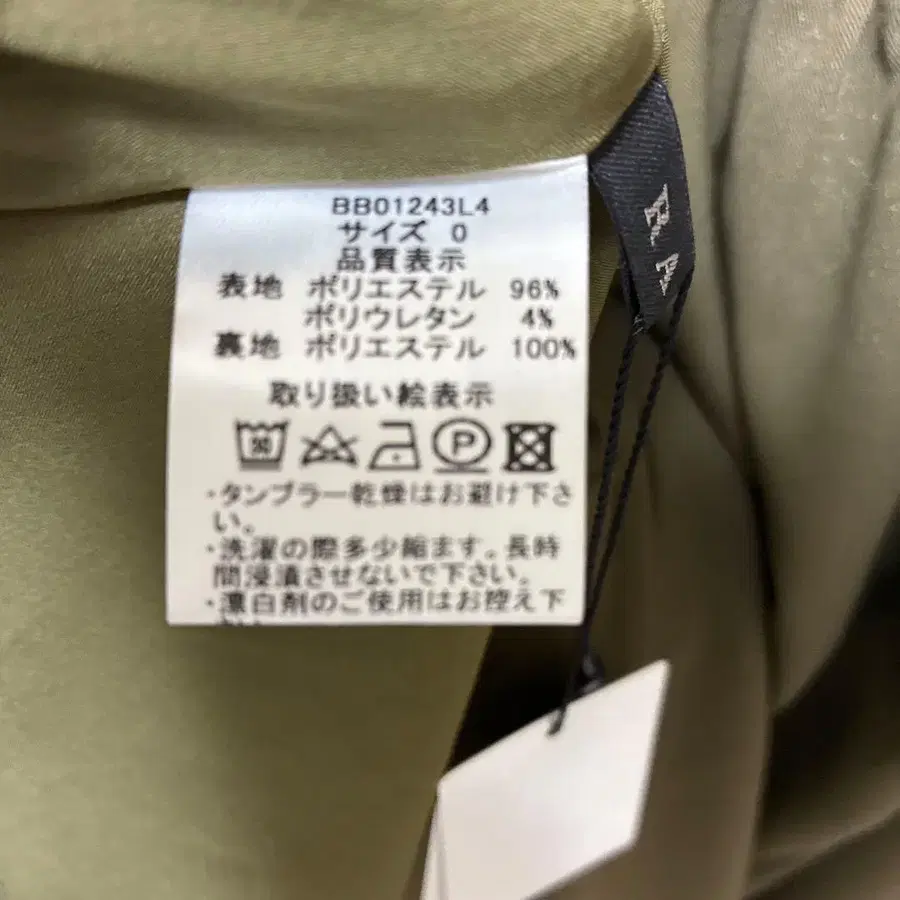 BB01243L4
サイズ 0
品質表示
表地 ポリエステル 96%
ポリウレタン 4%
裏地 ポリエステル 100%
取り扱い絵表示
30 P
・タンブラー乾燥はお避け下さ
い。
・洗濯の際多少縮ます。長時
間浸漬させないで下さい。
・漂白剤のご使用はお控え下
R.A